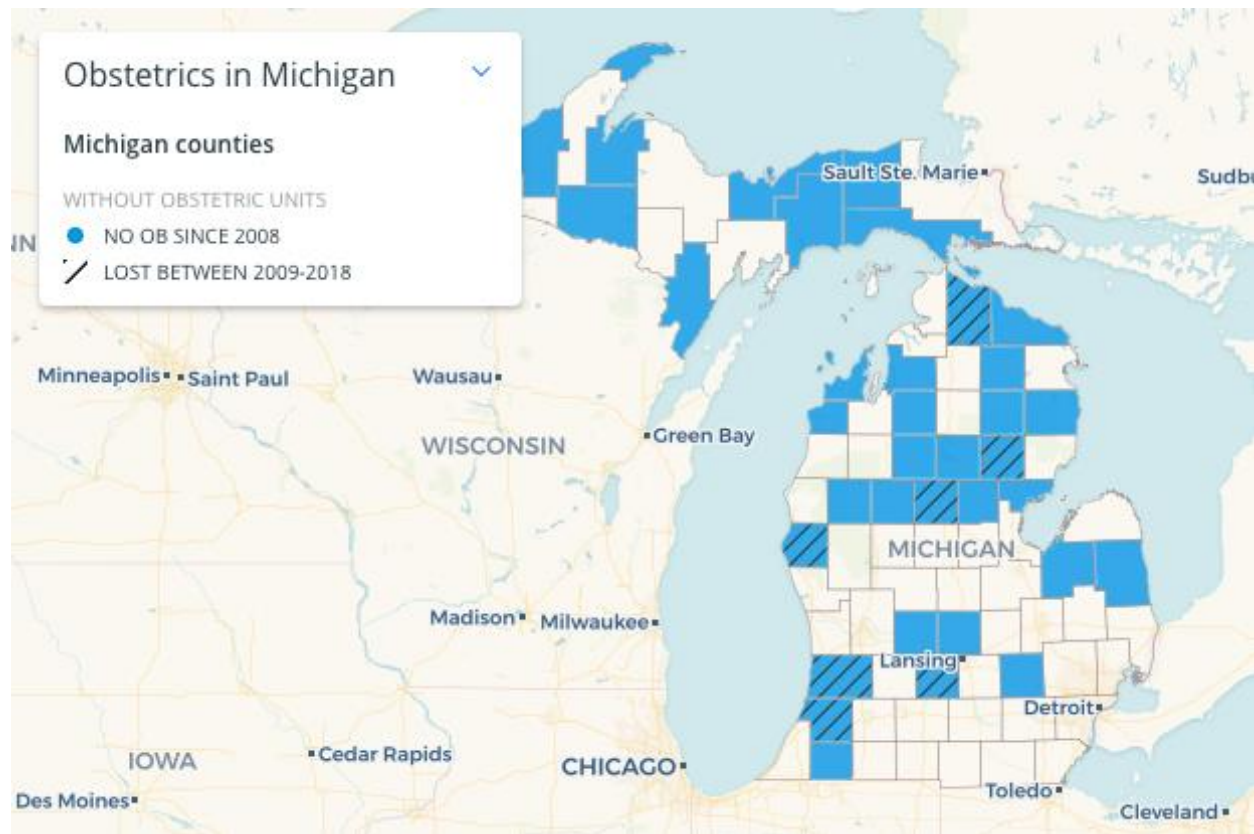 Obstetrics in Michigan
Michigan counties
WITHOUT OBSTETRIC UNITS
NO OB SINCE 2008
LOST BETWEEN 2009-2018
Sault Ste. Marie
Minneapolis
Saint Paul
Wausau
Green Bay
WISCONSIN
MICHIGAN
Madison
Milwaukee
Lansing
Detroit
IOWA
Cedar Rapids
CHICAGO
Toledo
Des Moines
Cleveland